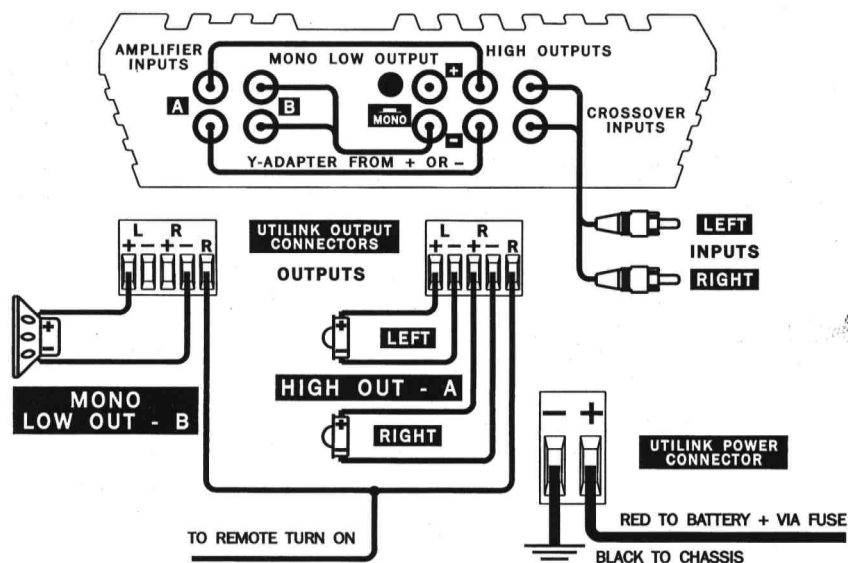 AMPLIFIER
INPUTS
MONO LOW OUTPUT
HIGH OUTPUTS
+
A
B
MONO
-
CROSSOVER
INPUTS
Y-ADAPTER FROM + OR -
LEFT
INPUTS
RIGHT
L R
+ - + - R
UTILINK OUTPUT
CONNECTORS
OUTPUTS
L R
+ - + - R
+
-
MONO
LOW OUT - B
+
LEFT
HIGH OUT - A
+
RIGHT
- +
UTILINK POWER
CONNECTOR
TO REMOTE TURN ON
RED TO BATTERY + VIA FUSE
BLACK TO CHASSIS